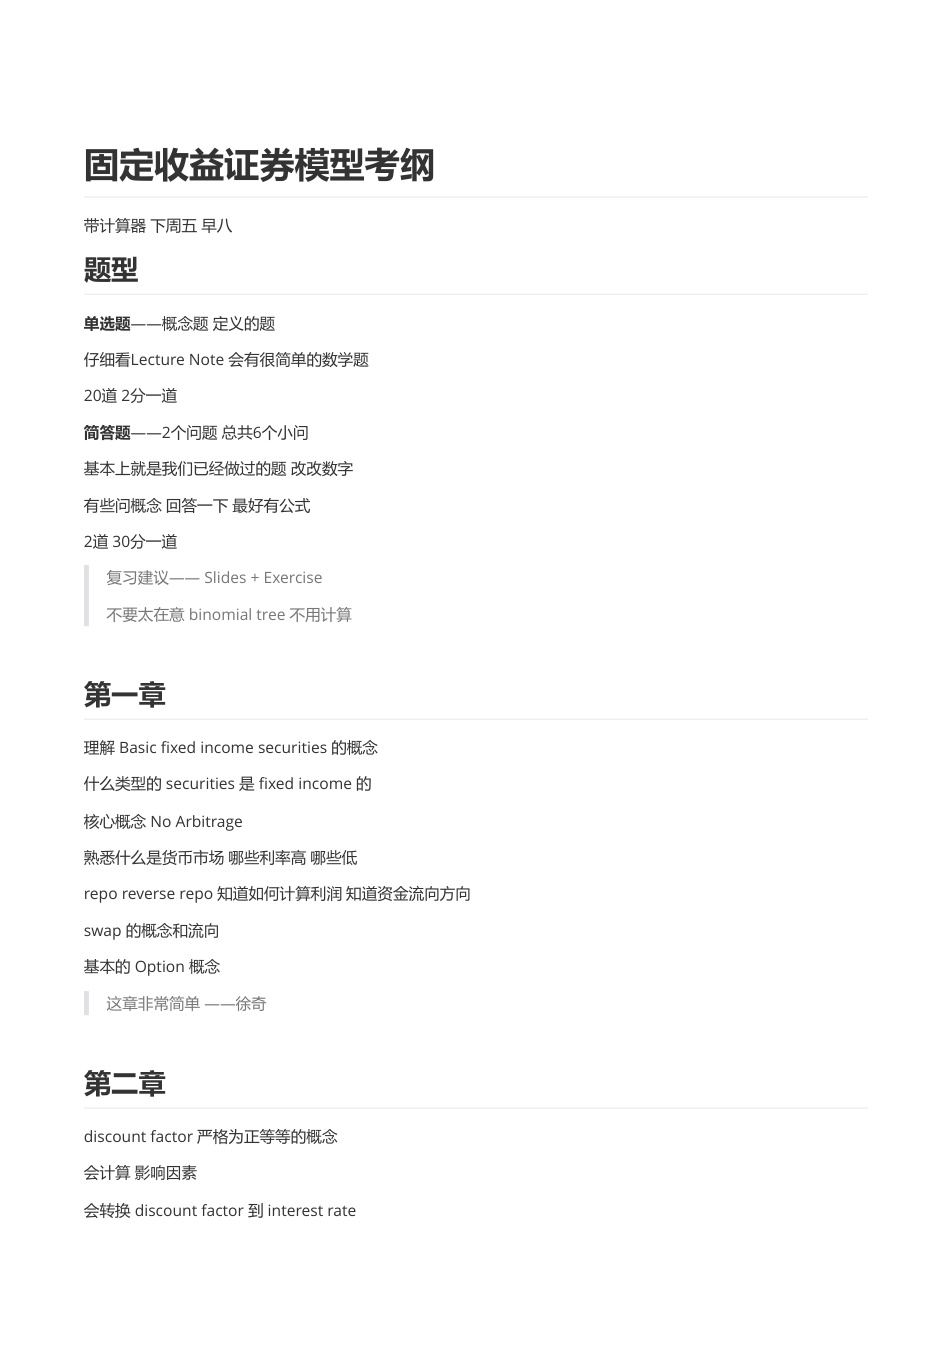 固定收益证券模型考纲
带计算器 下周五 早八
题型
单选题——概念题 定义的题
仔细看Lecture Note 会有很简单的数学题
20道 2分一道
简答题——2个问题 总共6个小问
基本上就是我们已经做过的题 改改数字
有些问概念 回答一下 最好有公式
2道 30分一道
复习建议—— Slides + Exercise
不要太在意 binomial tree 不用计算
第一章
理解 Basic fixed income securities 的概念
什么类型的 securities 是 fixed income 的
核心概念 No Arbitrage
熟悉什么是货币市场 哪些利率高 哪些低
repo reverse repo 知道如何计算利润 知道资金流向方向
swap 的概念和流向
基本的 Option 概念
这章非常简单 ——徐奇
第二章
discount factor 严格为正等等的概念
会计算 影响因素
会转换 discount factor 到 interest rate